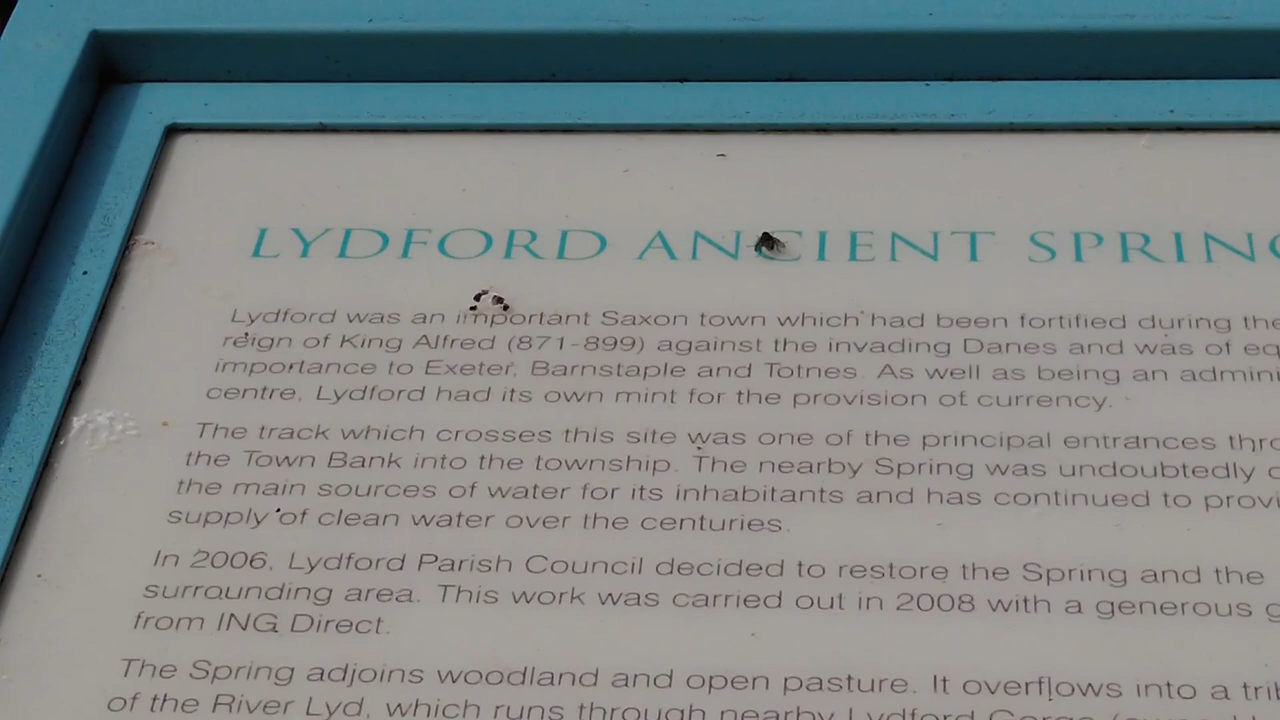 LYDFORD ANCIENT SPRING
Lydford was an important Saxon town which had been fortified during the
reign of King Alfred (871-899) against the invading Danes and was of
importance to Exeter, Barnstaple and Totnes. As well as being an
centre, Lydford had its own mint for the provision of currency.
The track which crosses this site was one of the principal entrances
the Town Bank into the township. The nearby Spring was undoubtedly
the main sources of water for its inhabitants and has continued to
supply of clean water over the centuries.
In 2006, Lydford Parish Council decided to restore the Spring and the
surrounding area. This work was carried out in 2008 with a generous
from ING Direct.
The Spring adjoins woodland and open pasture. It overflows into a
of the River Lyd, which runs through nearby Lydford Gorge